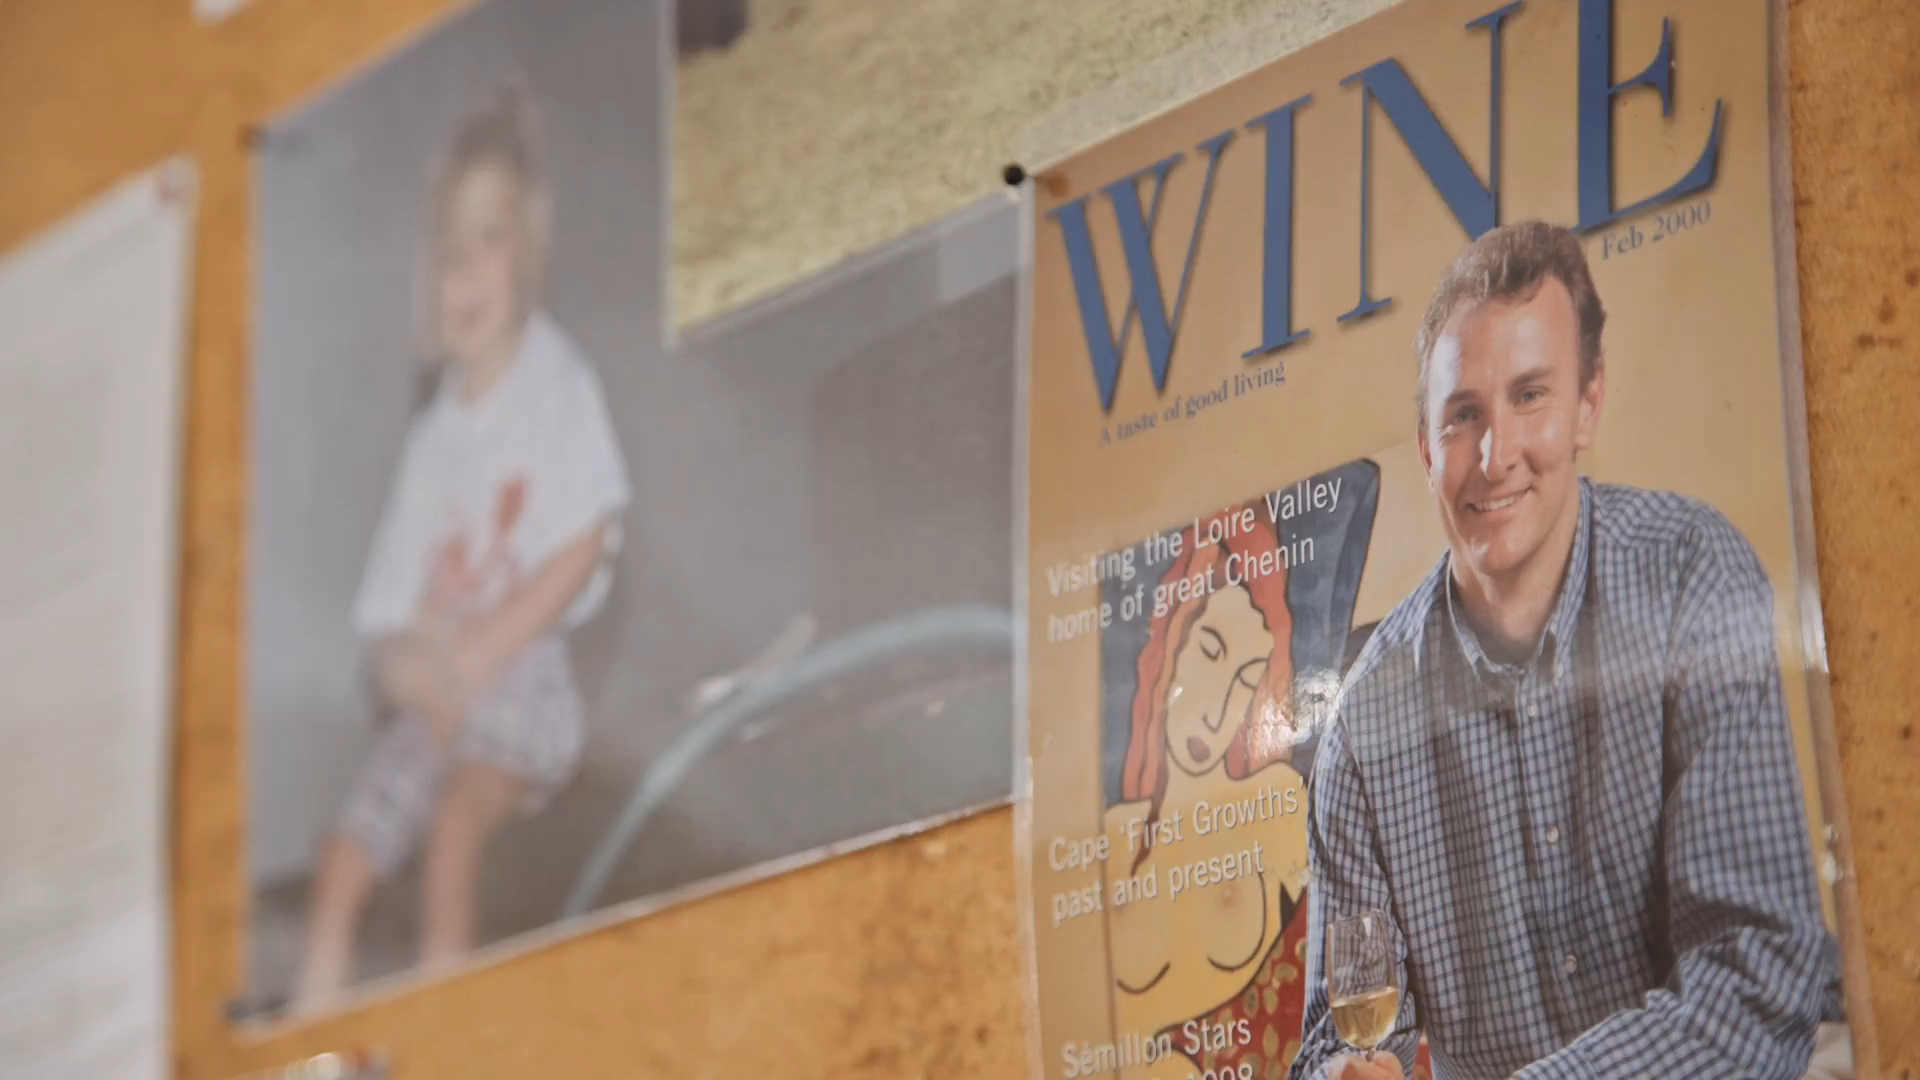 WINE
Feb 2000
A taste of good living
Visiting the Loire Valley
home of great Chenin
Cape 'First Growths'
past and present
Sémillon Stars
1998